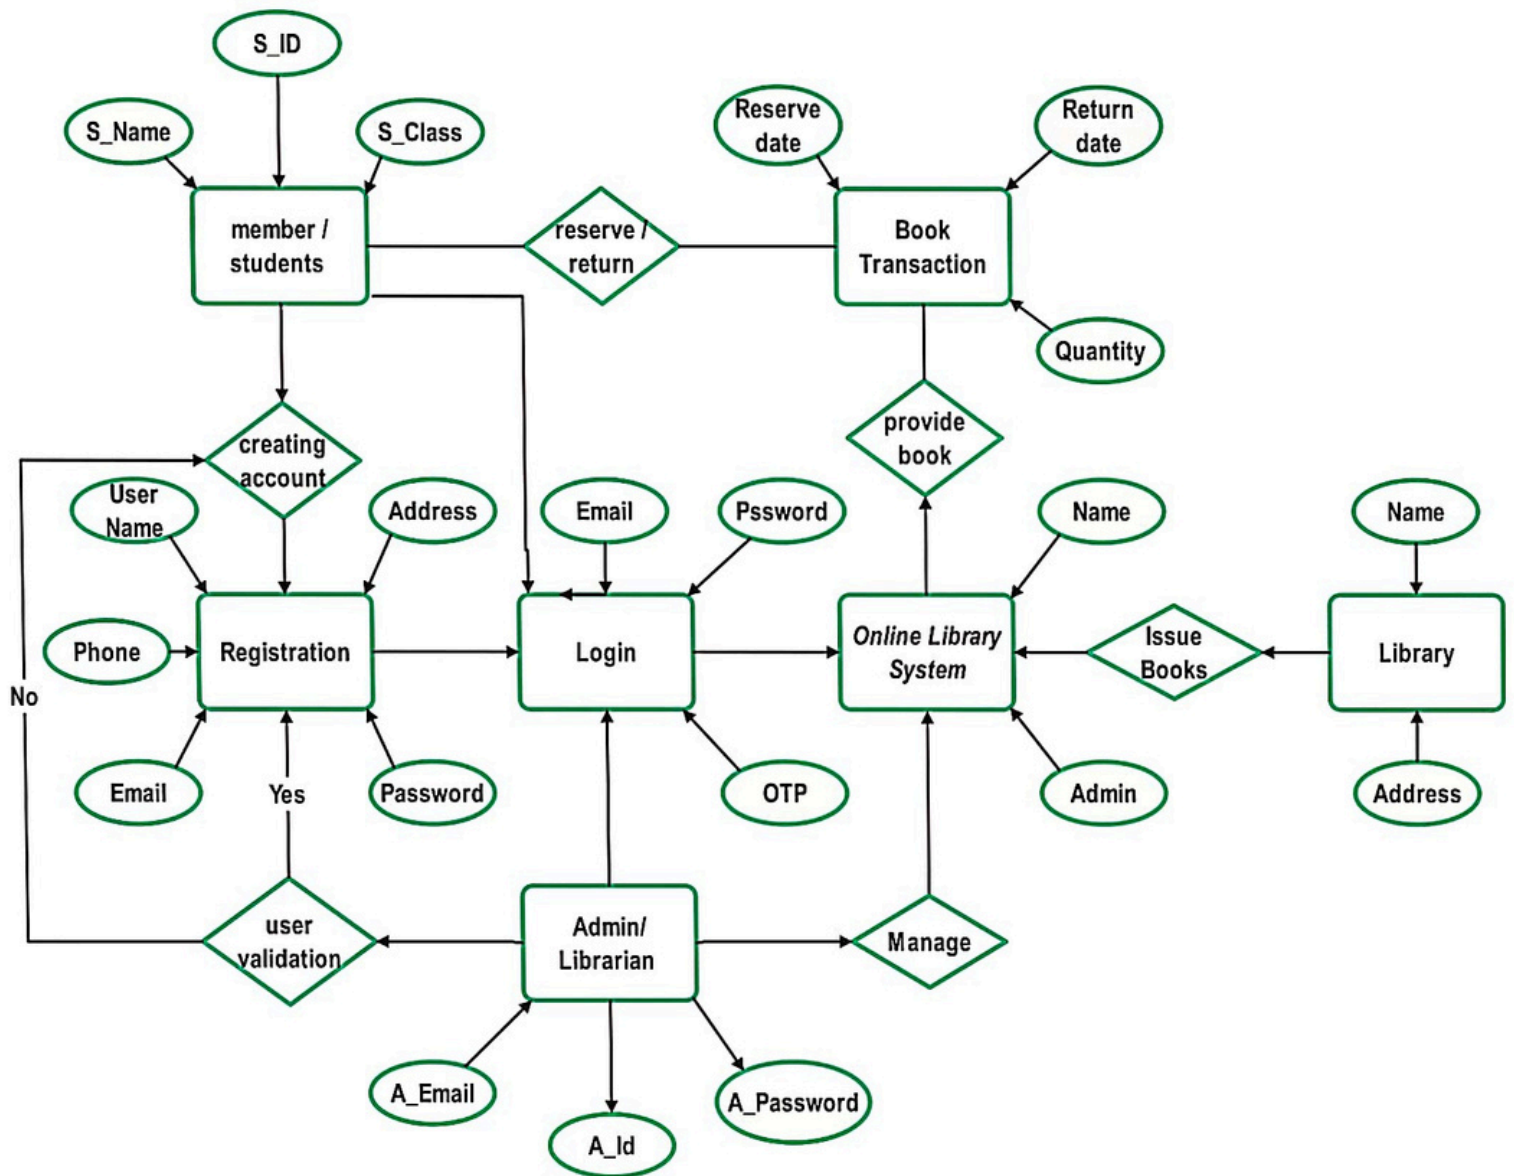 S_ID
S_Name
S_Class
Reserve
date
Return
date
member /
students
reserve /
return
Book
Transaction
Quantity
creating
account
provide
book
User
Name
Address
Email
Pssword
Name
Name
Phone
Registration
Login
Online Library
System
Issue
Books
Library
No
Email
Yes
Password
OTP
Admin
Address
user
validation
Admin/
Librarian
Manage
A_Email
A_Id
A_Password